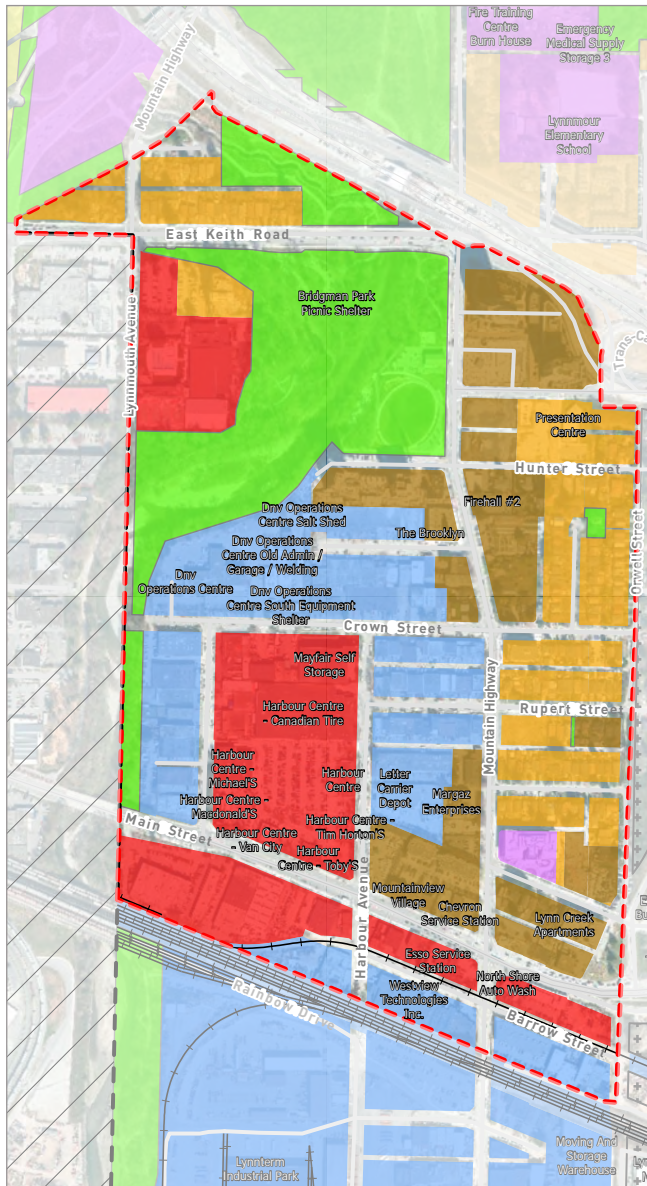 Fire Training
Centre
Burn House
Emergency
Medical Supply
Storage 3
Mountain Highway
Lynnmour
Elementary
School
East Keith Road
Bridgman Park
Picnic Shelter
Lynnmouth Avenue
Trans-Ca
Presentation
Centre
Hunter Street
Firehall #2
Dnv Operations
Centre Salt Shed
The Brooklyn
Dnv Operations
Centre Old Admin /
Garage / Welding
Orwell Street
Dnv
Operations Centre
Dnv Operations
Centre South Equipment
Shelter
Crown Street
Mayfair Self
Storage
Mountain Highway
Harbour Centre
- Canadian Tire
Rupert Street
Harbour
Centre -
Michael'S
Harbour
Centre
Letter
Carrier
Depot
Margaz
Enterprises
Harbour Centre -
Macdonald'S
Harbour Centre -
Tim Horton'S
Main Street
Harbour Centre
- Van City
Harbour
Centre - Toby'S
Harbour Avenue
Mountainview
Village
Chevron
Service Station
Lynn Creek
Apartments
Esso Service
Station
North Shore
Auto Wash
Rainbow Drive
Westview
Technologies
Inc.
Barrow Street
Lynnterm
Industrial Park
Moving And
Storage
Warehouse